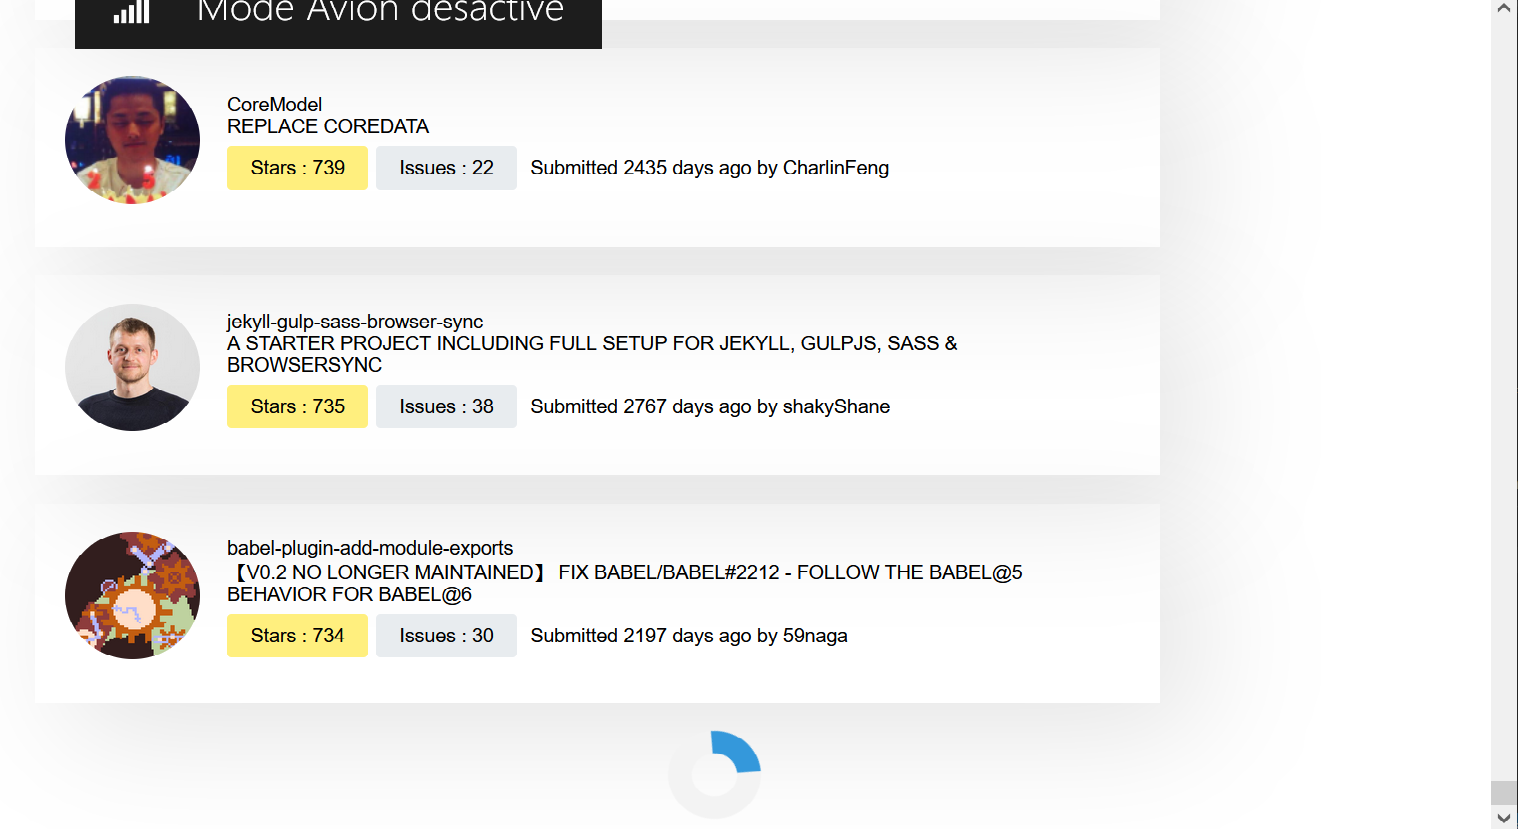 Mode Avion désactivé
CoreModel
REPLACE COREDATA
Stars : 739 Issues : 22 Submitted 2435 days ago by CharlinFeng
jekyll-gulp-sass-browser-sync
A STARTER PROJECT INCLUDING FULL SETUP FOR JEKYLL, GULPJS, SASS &
BROWSERSYNC
Stars : 735 Issues : 38 Submitted 2767 days ago by shakyShane
babel-plugin-add-module-exports
【V0.2 NO LONGER MAINTAINED】 FIX BABEL/BABEL#2212 - FOLLOW THE BABEL@5
BEHAVIOR FOR BABEL@6
Stars : 734 Issues : 30 Submitted 2197 days ago by 59naga